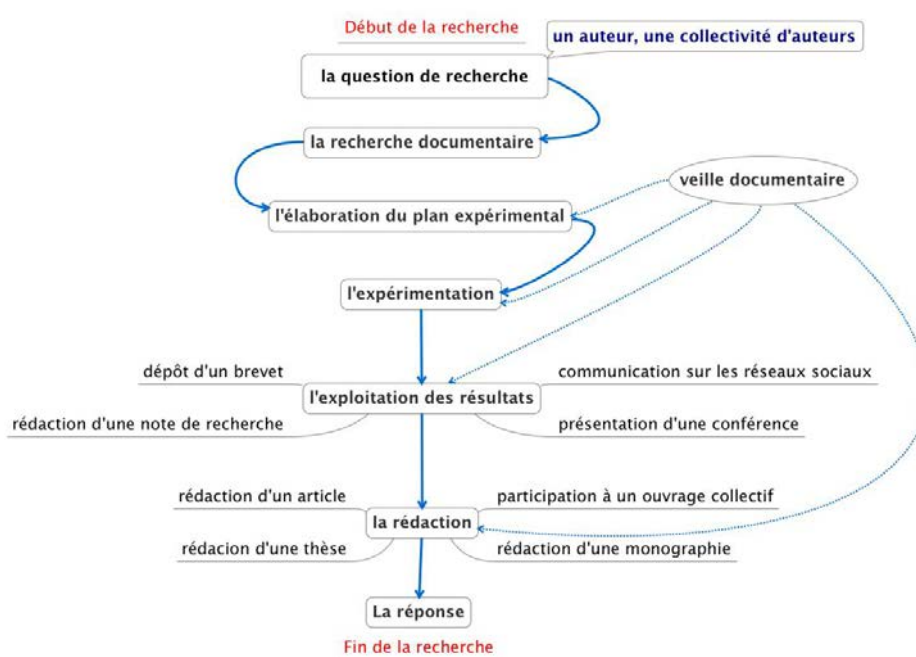 Début de la recherche
un auteur, une collectivité d'auteurs
la question de recherche
la recherche documentaire
veille documentaire
l'élaboration du plan expérimental
l'expérimentation
dépôt d'un brevet
communication sur les réseaux sociaux
l'exploitation des résultats
rédaction d'une note de recherche
présentation d'une conférence
rédaction d'un article
participation à un ouvrage collectif
la rédaction
rédacion d'une thèse
rédaction d'une monographie
La réponse
Fin de la recherche